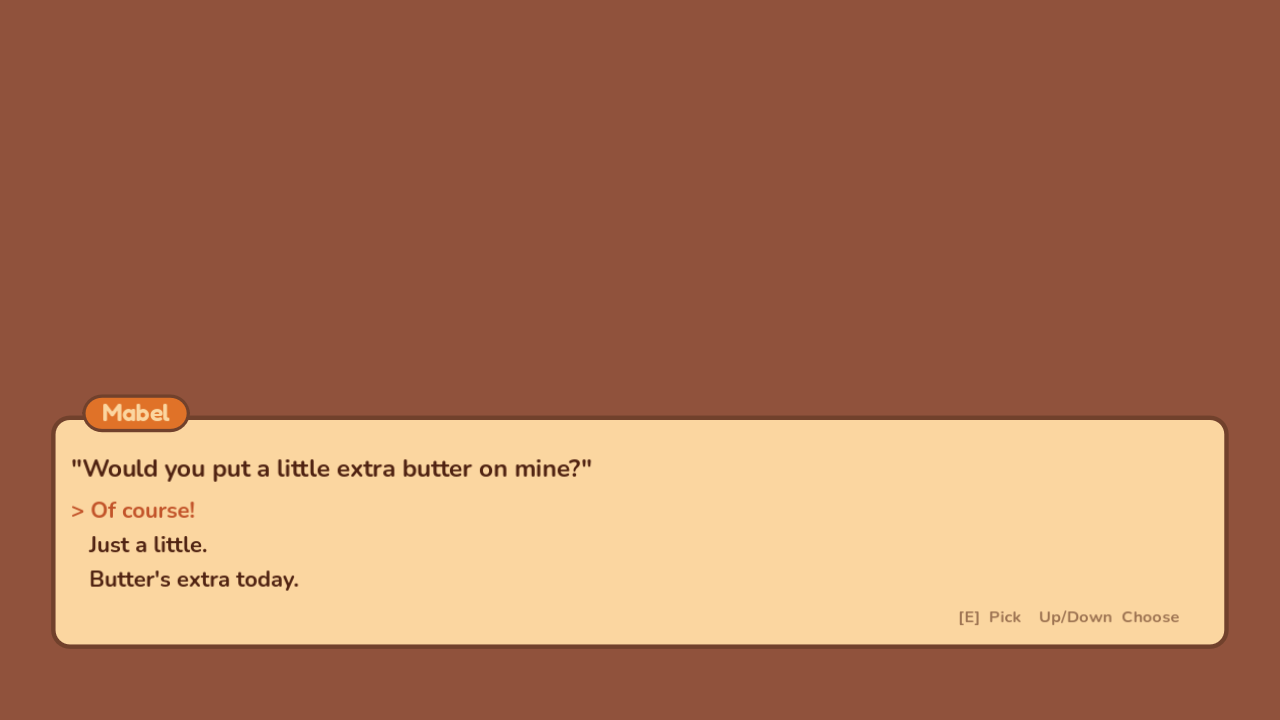 Mabel
"Would you put a little extra butter on mine?"
> Of course!
Just a little.
Butter's extra today.
[E] Pick Up/Down Choose